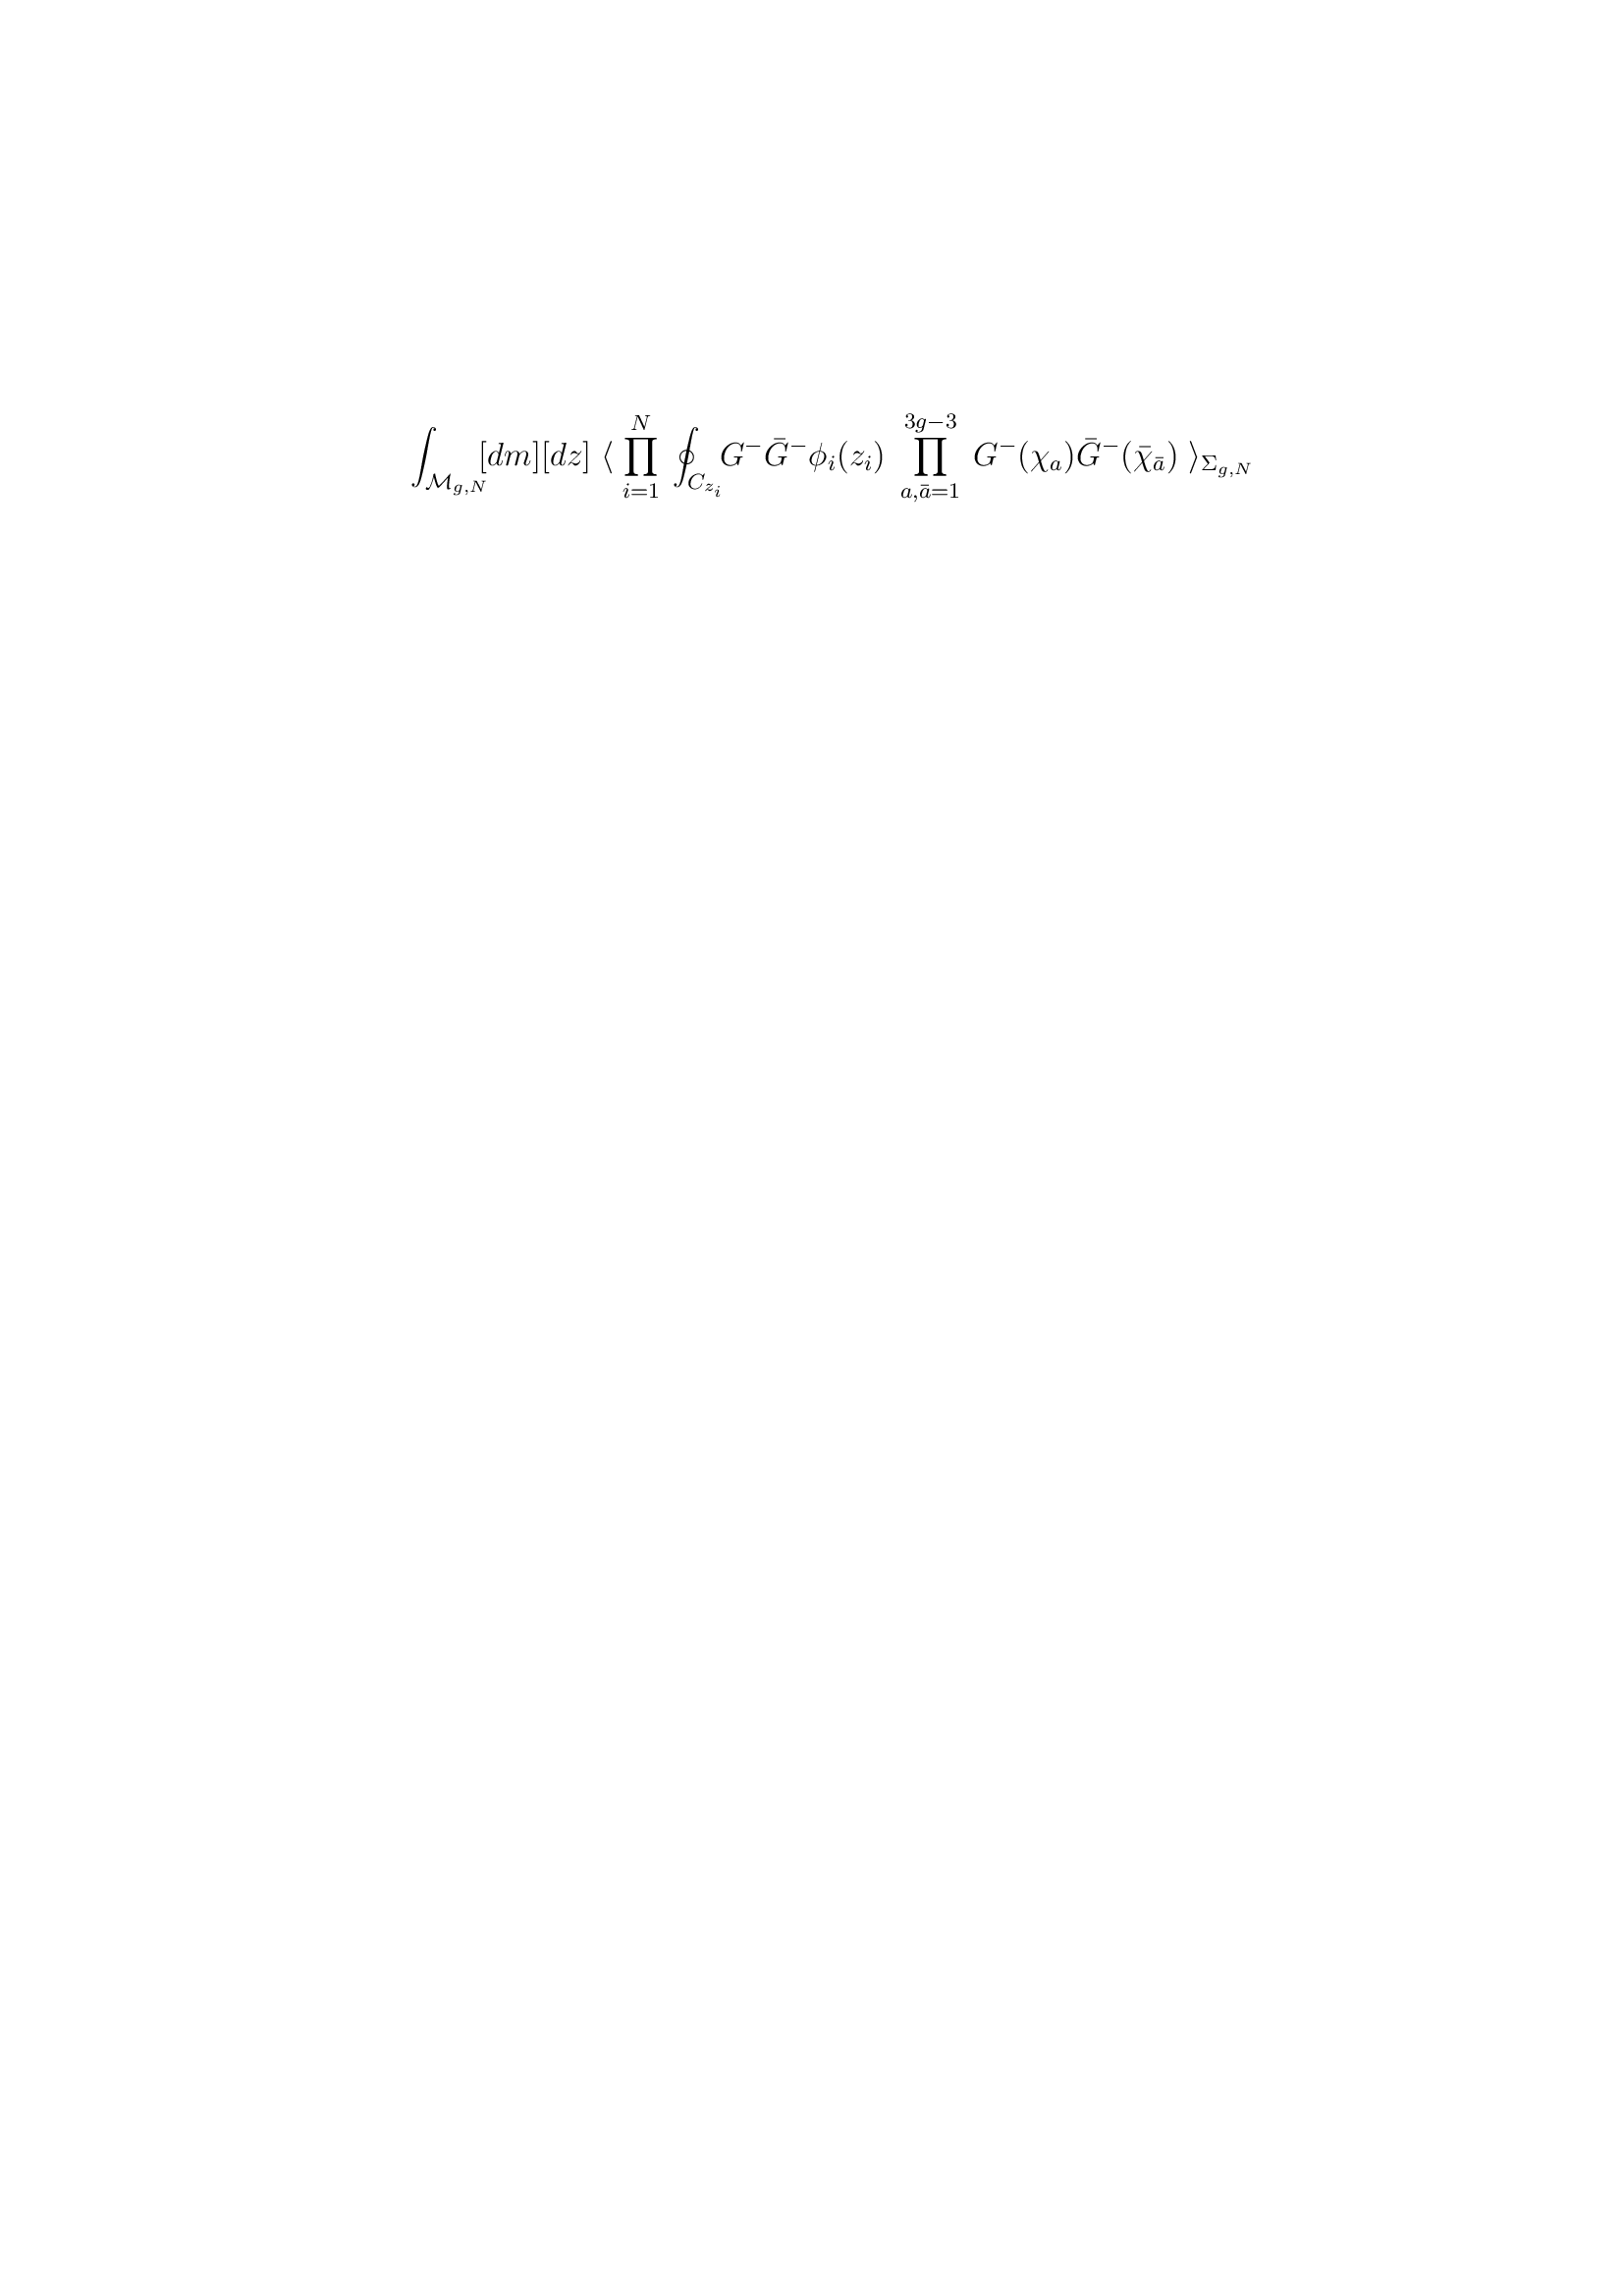 \int_{\mathcal{M}_{g,N}} [dm][dz] \langle \prod_{i=1}^{N} \oint_{C_{z_i}} G^- \bar{G}^- \phi_i(z_i) \prod_{a,\bar{a}=1}^{3g-3} G^-(\chi_a) \bar{G}^-(\bar{\chi}_{\bar{a}}) \rangle_{\Sigma_{g,N}}